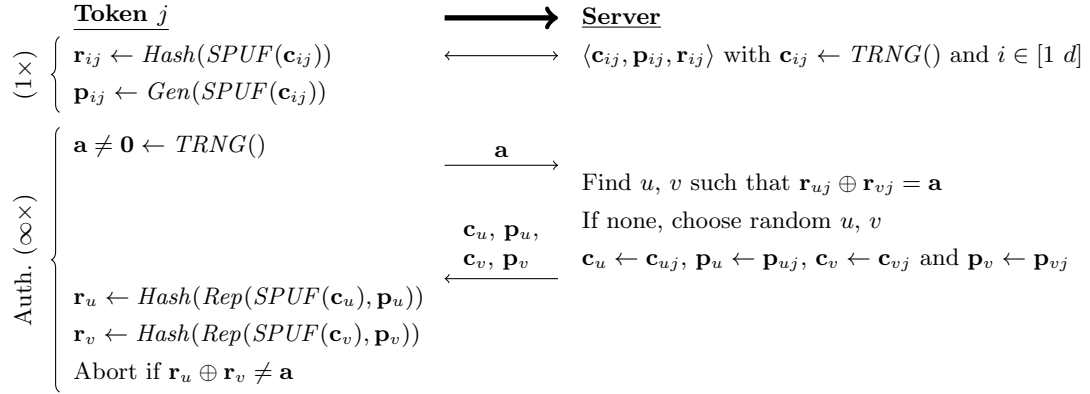 Token j Server
(1×)
r_ij ← Hash(SPUF(c_ij)) ⟨c_ij, p_ij, r_ij⟩ with c_ij ← TRNG() and i ∈ [1 d]
p_ij ← Gen(SPUF(c_ij))
Auth. (∞×)
a ≠ 0 ← TRNG()
a
Find u, v such that r_uj ⊕ r_vj = a
If none, choose random u, v
c_u, p_u,
c_v, p_v
c_u ← c_uj, p_u ← p_uj, c_v ← c_vj and p_v ← p_vj
r_u ← Hash(Rep(SPUF(c_u), p_u))
r_v ← Hash(Rep(SPUF(c_v), p_v))
Abort if r_u ⊕ r_v ≠ a